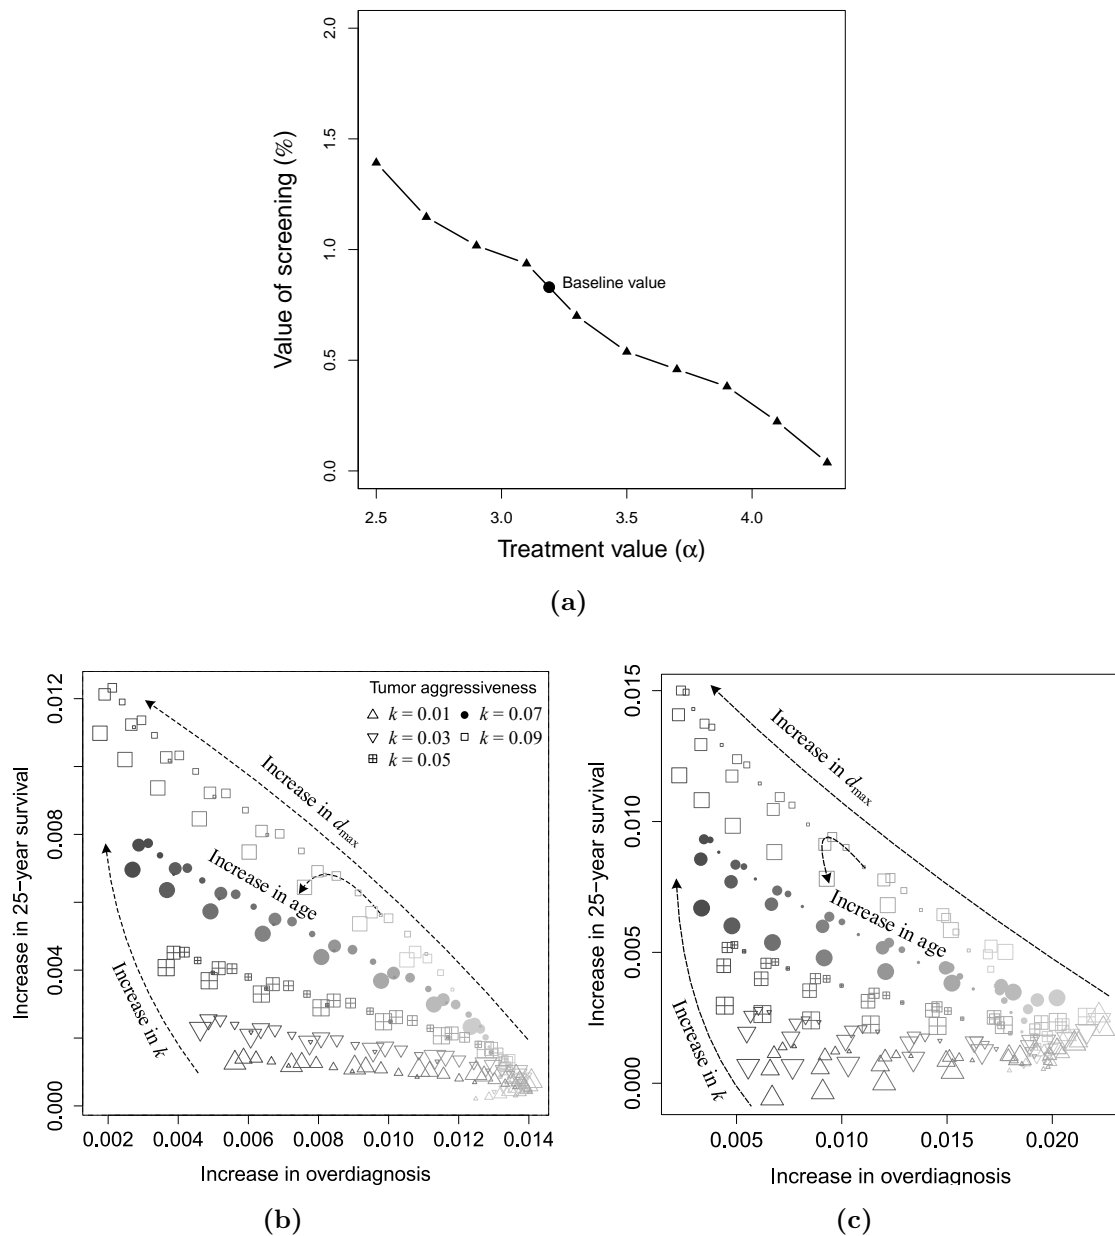 2.0
1.5
1.0
0.5
0.0
Value of screening (%)
Baseline value
2.5 3.0 3.5 4.0
Treatment value (α)
(a)
0.012
0.008
0.004
0.000
Increase in 25−year survival
Tumor aggressiveness
k = 0.01 k = 0.07
k = 0.03 k = 0.09
k = 0.05
Increase in dmax
Increase in age
Increase in k
0.002 0.004 0.006 0.008 0.010 0.012 0.014
Increase in overdiagnosis
(b)
0.015
0.010
0.005
0.000
Increase in 25−year survival
Increase in dmax
Increase in age
Increase in k
0.005 0.010 0.015 0.020
Increase in overdiagnosis
(c)